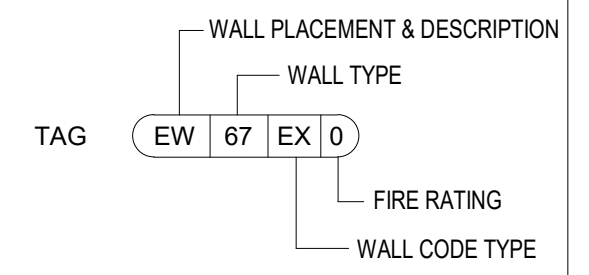 WALL PLACEMENT & DESCRIPTION
WALL TYPE
TAG EW 67 EX 0
FIRE RATING
WALL CODE TYPE